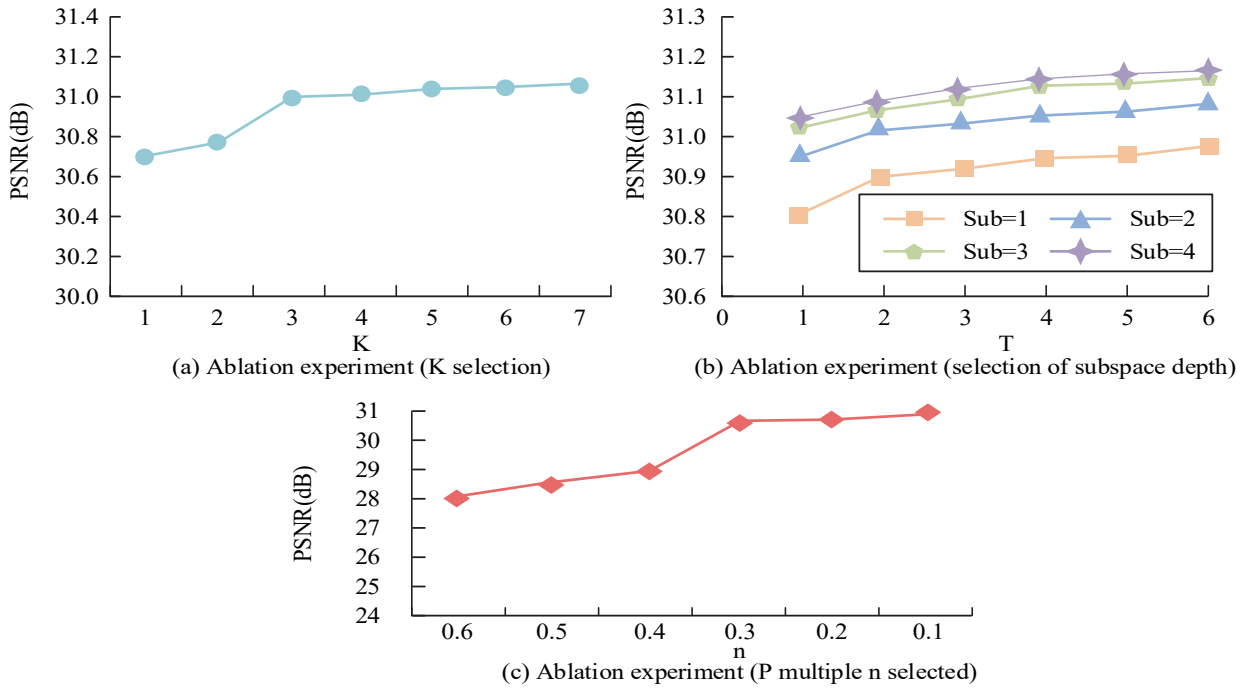 31.4
31.2
31.0
30.8
30.6
30.4
30.2
30.0
PSNR(dB)
1 2 3 4 5 6 7
K
(a) Ablation experiment (K selection)
31.3
31.2
31.1
31.0
30.9
30.8
30.7
30.6
PSNR(dB)
Sub=1 Sub=2
Sub=3 Sub=4
0 1 2 3 4 5 6
T
(b) Ablation experiment (selection of subspace depth)
31
30
29
28
27
26
25
24
PSNR(dB)
0.6 0.5 0.4 0.3 0.2 0.1
n
(c) Ablation experiment (P multiple n selected)